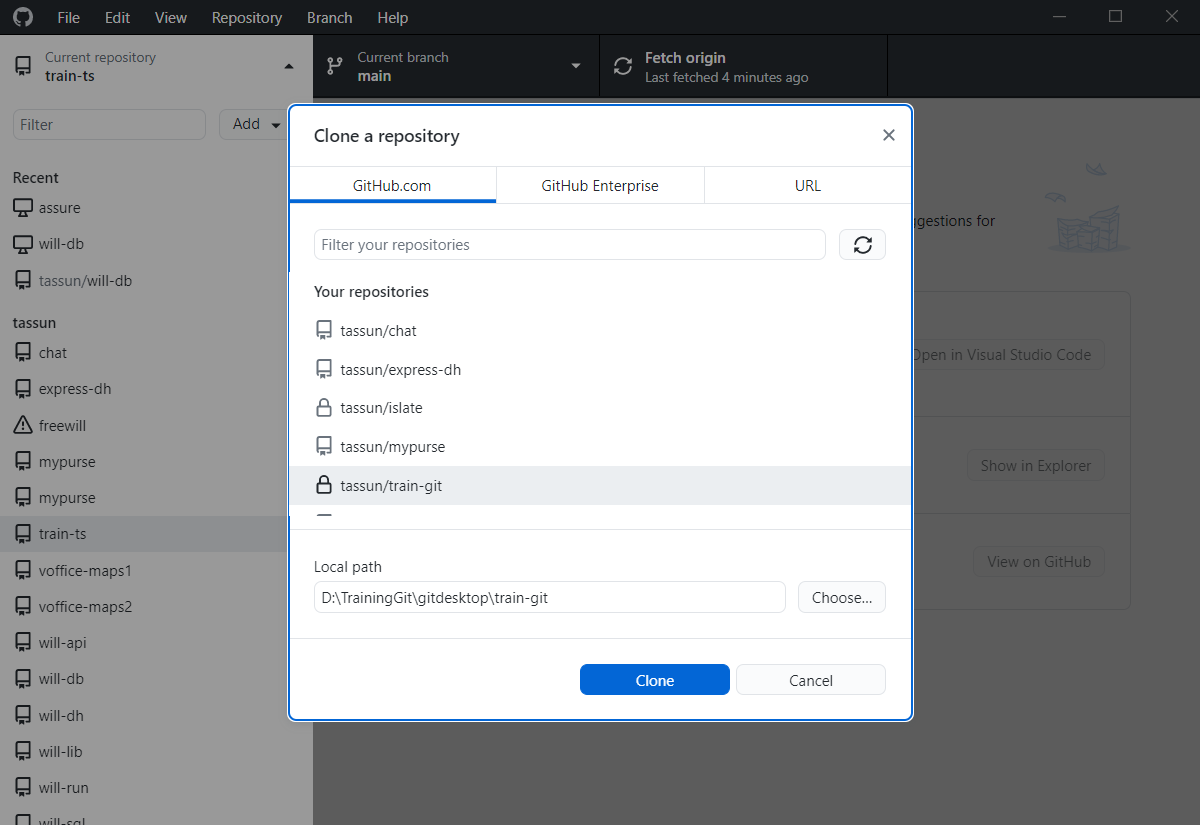 File Edit View Repository Branch Help
Current repository
train-ts
Current branch
main
Fetch origin
Last fetched 4 minutes ago
Filter
Add
Recent
assure
will-db
tassun/will-db
tassun
chat
express-dh
freewill
mypurse
mypurse
train-ts
voffice-maps1
voffice-maps2
will-api
will-db
will-dh
will-lib
will-run
will-sql
Clone a repository
GitHub.com
GitHub Enterprise
URL
Filter your repositories
Your repositories
tassun/chat
tassun/express-dh
tassun/islate
tassun/mypurse
tassun/train-git
Local path
D:\TrainingGit\gitdesktop\train-git
Choose...
Clone
Cancel
for
Open in Visual Studio Code
Show in Explorer
View on GitHub